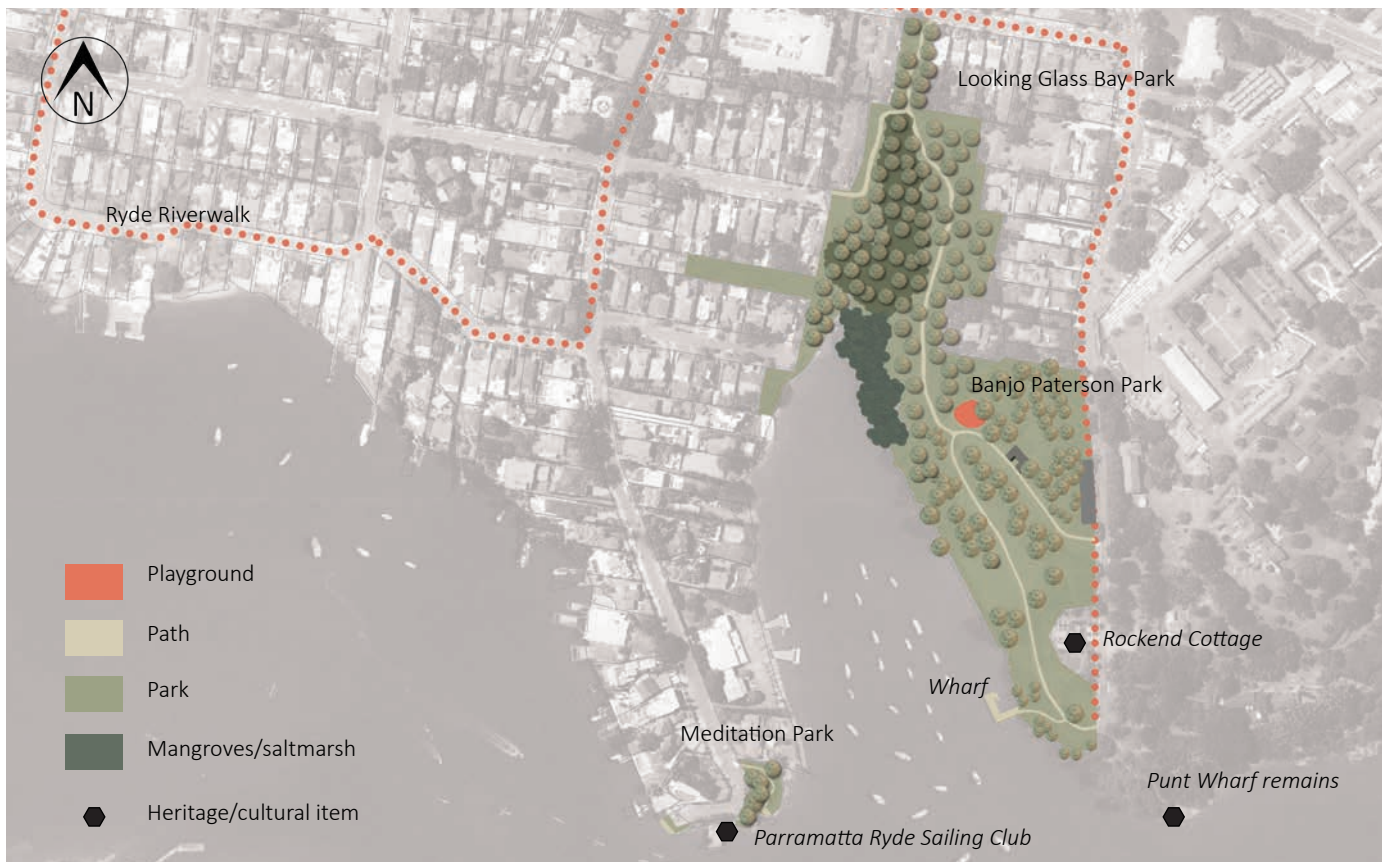 N
Looking Glass Bay Park
Ryde Riverwalk
Banjo Paterson Park
Playground
Path
Park
Mangroves/saltmarsh
Heritage/cultural item
Rockend Cottage
Wharf
Meditation Park
Punt Wharf remains
Parramatta Ryde Sailing Club